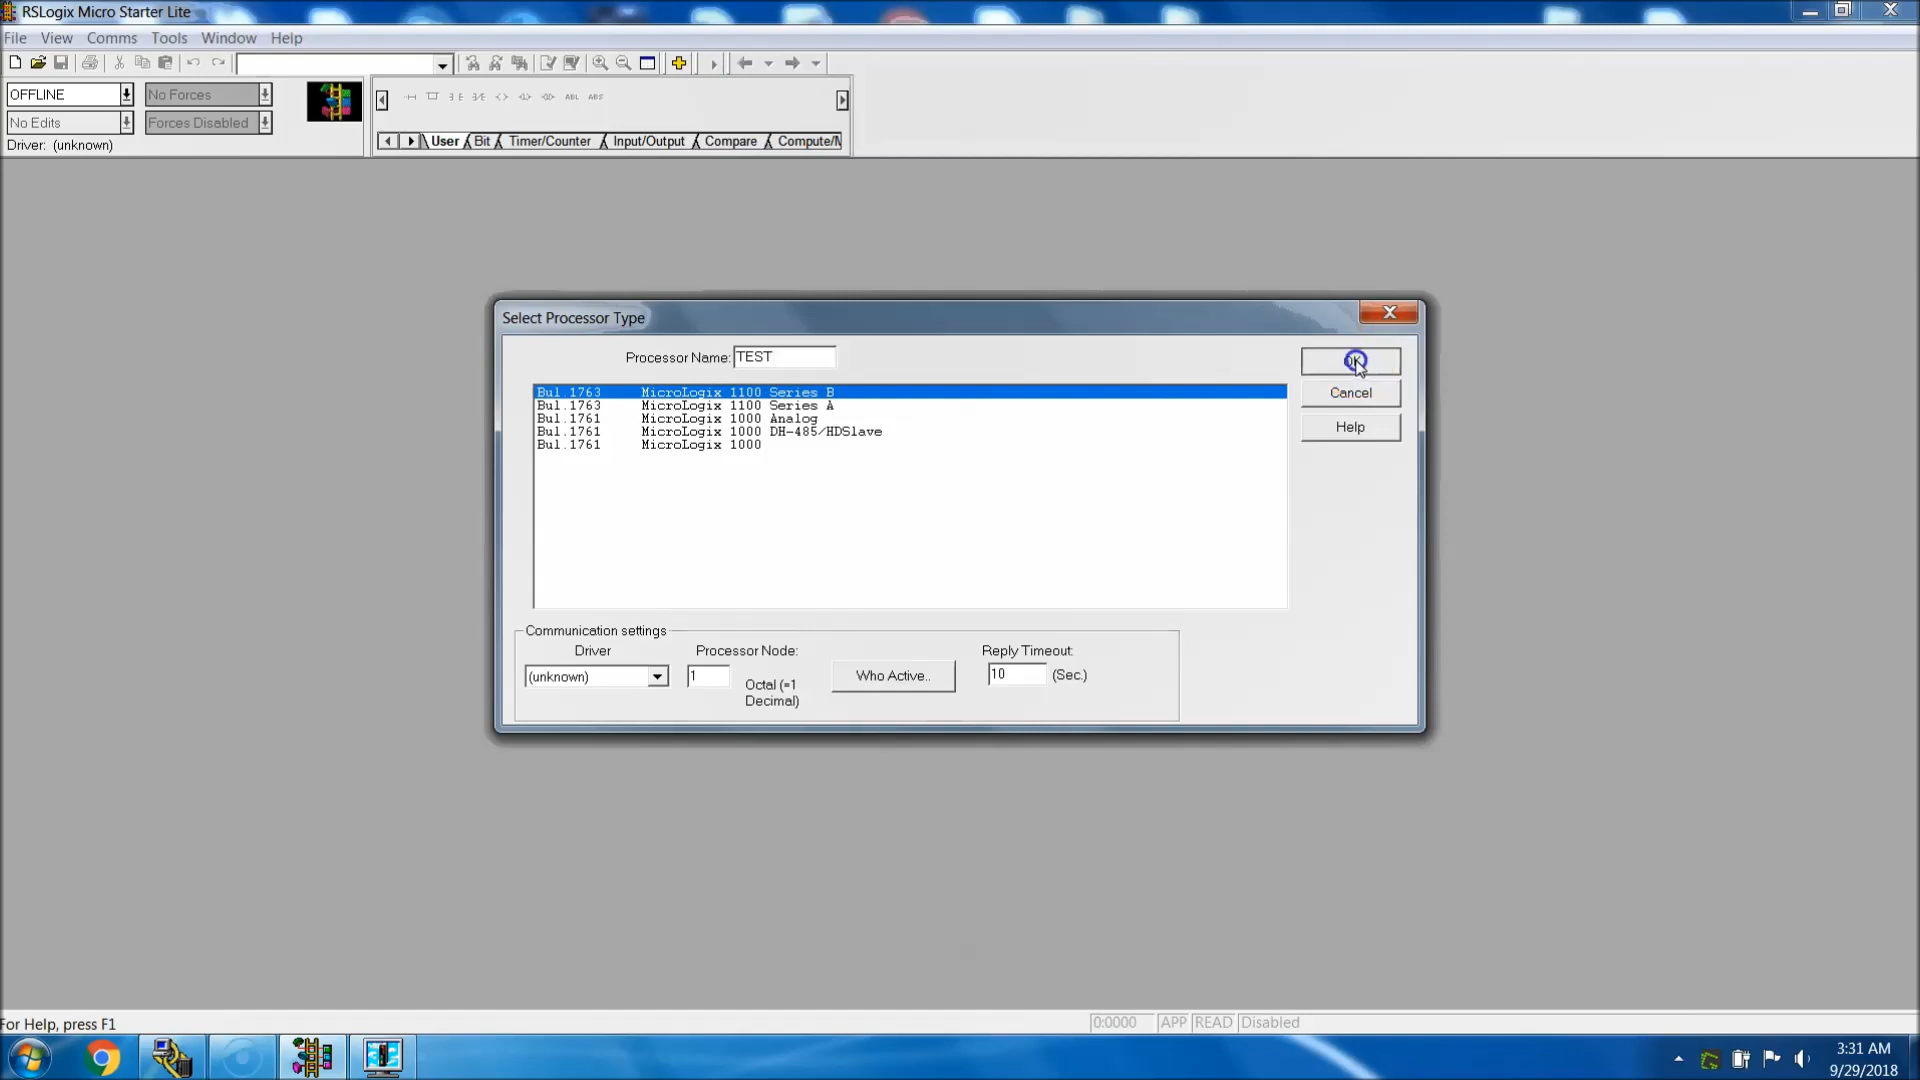 RSLogix Micro Starter Lite
File View Comms Tools Window Help
OFFLINE No Forces
No Edits Forces Disabled
Driver: (unknown)
User Bit Timer/Counter Input/Output Compare Compute/M
ABL ABS
Select Processor Type
Processor Name: TEST
OK
Bul.1763 MicroLogix 1100 Series B
Bul.1763 MicroLogix 1100 Series A
Bul.1761 MicroLogix 1000 Analog
Bul.1761 MicroLogix 1000 DH-485/HDSlave
Bul.1761 MicroLogix 1000
Cancel
Help
Communication settings
Driver Processor Node: Reply Timeout:
(unknown) 1 Who Active.. 10 (Sec.)
Octal (=1
Decimal)
For Help, press F1 0:0000 APP READ Disabled
3:31 AM
9/29/2018